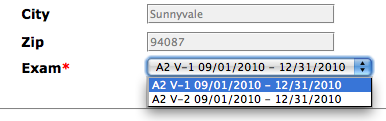 City Sunnyvale
Zip 94087
Exam* A2 V-1 09/01/2010 - 12/31/2010
A2 V-1 09/01/2010 - 12/31/2010
A2 V-2 09/01/2010 - 12/31/2010